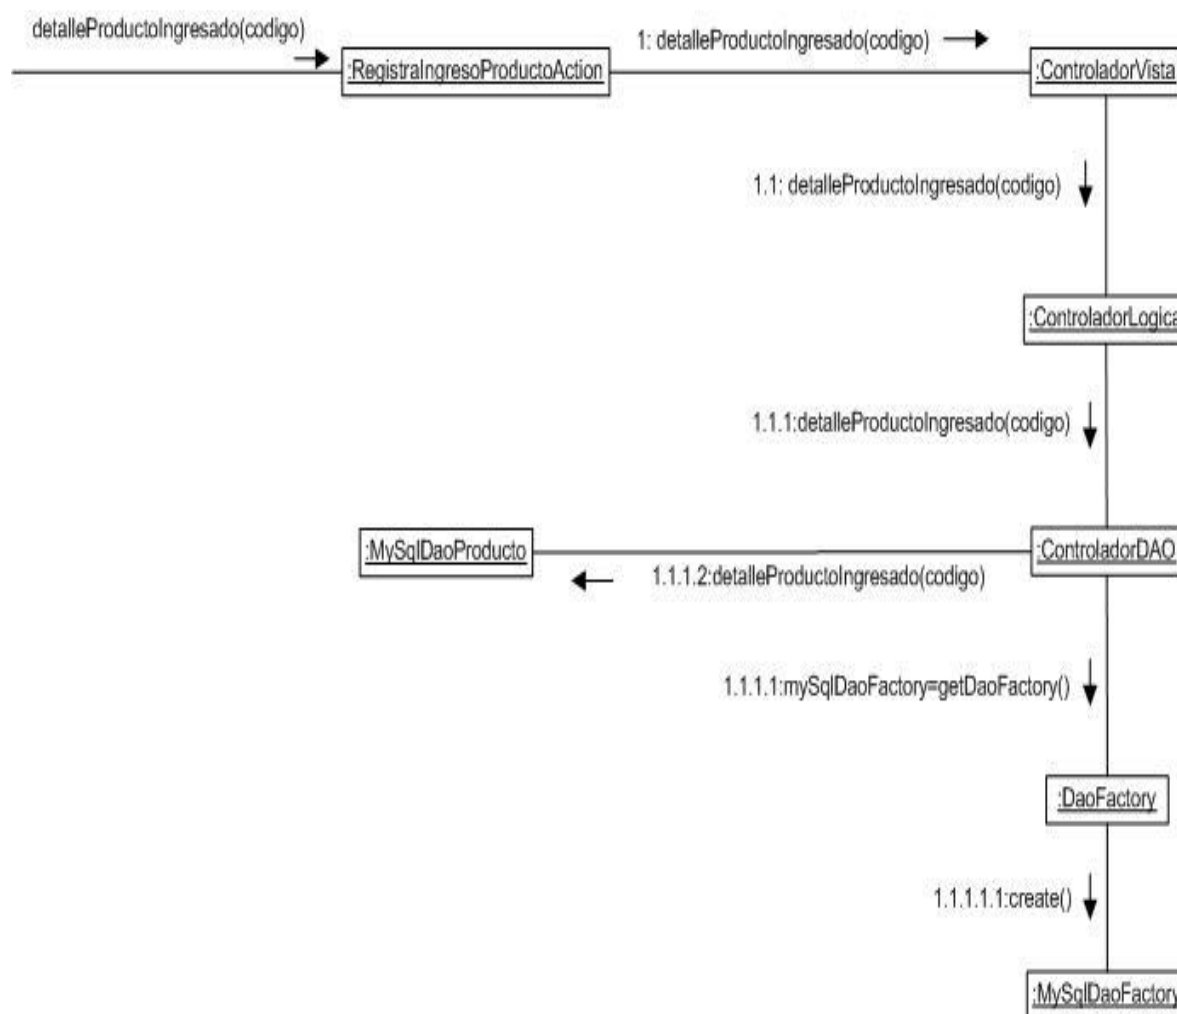 detalleProductoIngresado(codigo)
1: detalleProductoIngresado(codigo)
:RegistraIngresoProductoAction
:ControladorVista
1.1: detalleProductoIngresado(codigo)
:ControladorLogica
1.1.1:detalleProductoIngresado(codigo)
:MySqlDaoProducto
:ControladorDAO
1.1.1.2:detalleProductoIngresado(codigo)
1.1.1.1:mySqlDaoFactory=getDaoFactory()
:DaoFactory
1.1.1.1.1:create()
:MySqlDaoFactory